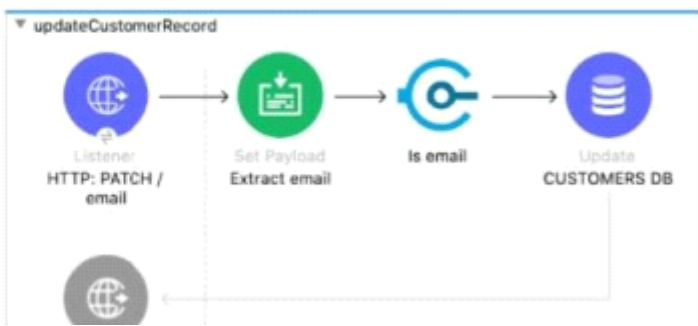 updateCustomerRecord
Listener
Set Payload
Is email
Update
HTTP: PATCH /
email
Extract email
CUSTOMERS DB